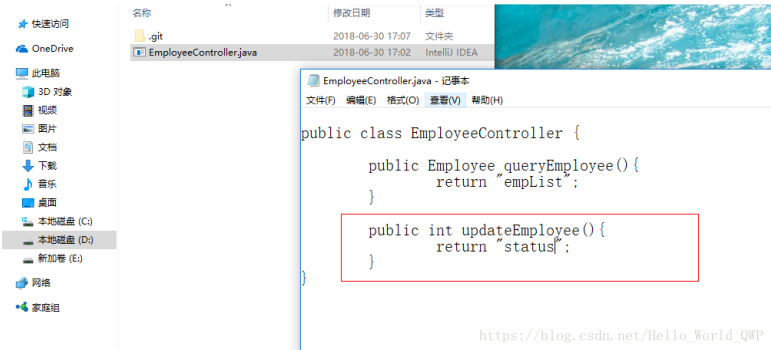 名称 修改日期 类型
快速访问
.git 2018-06-30 17:07 文件夹
OneDrive
EmployeeController.java 2018-06-30 17:02 IntelliJ IDEA
此电脑
3D 对象
视频
图片
文档
下载
音乐
桌面
本地磁盘 (C:)
本地磁盘 (D:)
新加卷 (E:)
网络
家庭组
EmployeeController.java - 记事本
文件(F) 编辑(E) 格式(O) 查看(V) 帮助(H)
public class EmployeeController {
public Employee queryEmployee(){
return "empList";
}
public int updateEmployee(){
return "status";
}
}
https://blog.csdn.net/Hello_World_QWP